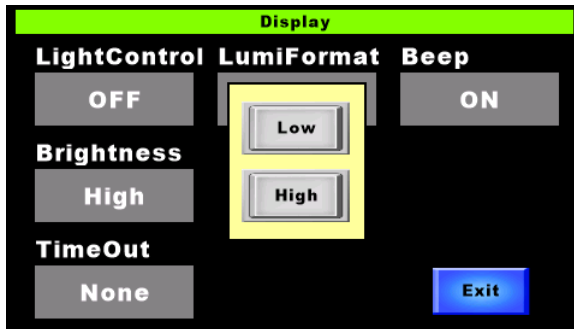 Display
LightControl LumiFormat Beep
OFF ON
Low
Brightness
High High
TimeOut
None Exit